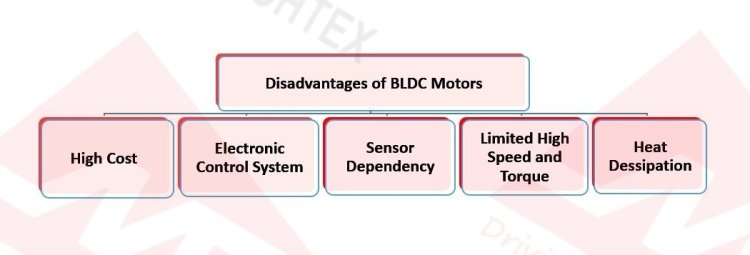 Disadvantages of BLDC Motors
High Cost
Electronic
Control System
Sensor
Dependency
Limited High
Speed and
Torque
Heat
Dessipation